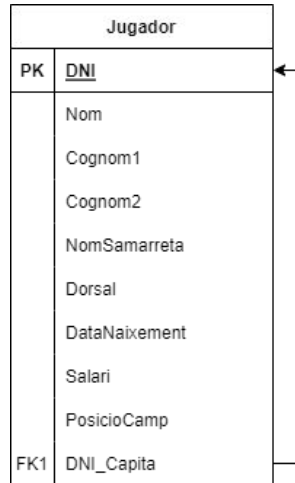 Jugador
PK DNI
Nom
Cognom1
Cognom2
NomSamarreta
Dorsal
DataNaixement
Salari
PosicioCamp
FK1 DNI_Capita